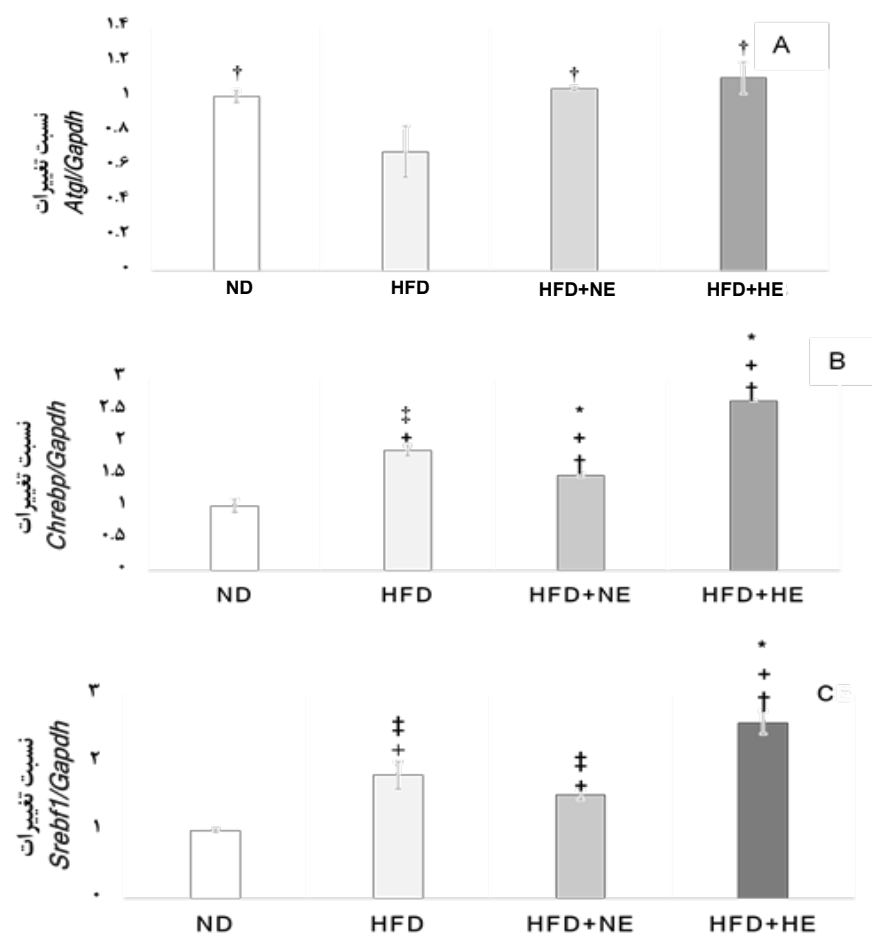 A
۱.۴
۱.۲
۱
۰.۸
۰.۶
۰.۴
۰.۲
۰
نسبت تغییرات
Atgl/Gapdh
†
†
†
ND
HFD
HFD+NE
HFD+HE
B
۳
۲.۵
۲
۱.۵
۱
۰.۵
۰
نسبت تغییرات
Chrebp/Gapdh
‡
+
*
+
†
*
+
†
ND
HFD
HFD+NE
HFD+HE
C
۳
۲
۱
۰
نسبت تغییرات
Srebf1/Gapdh
‡
+
‡
+
*
+
†
ND
HFD
HFD+NE
HFD+HE